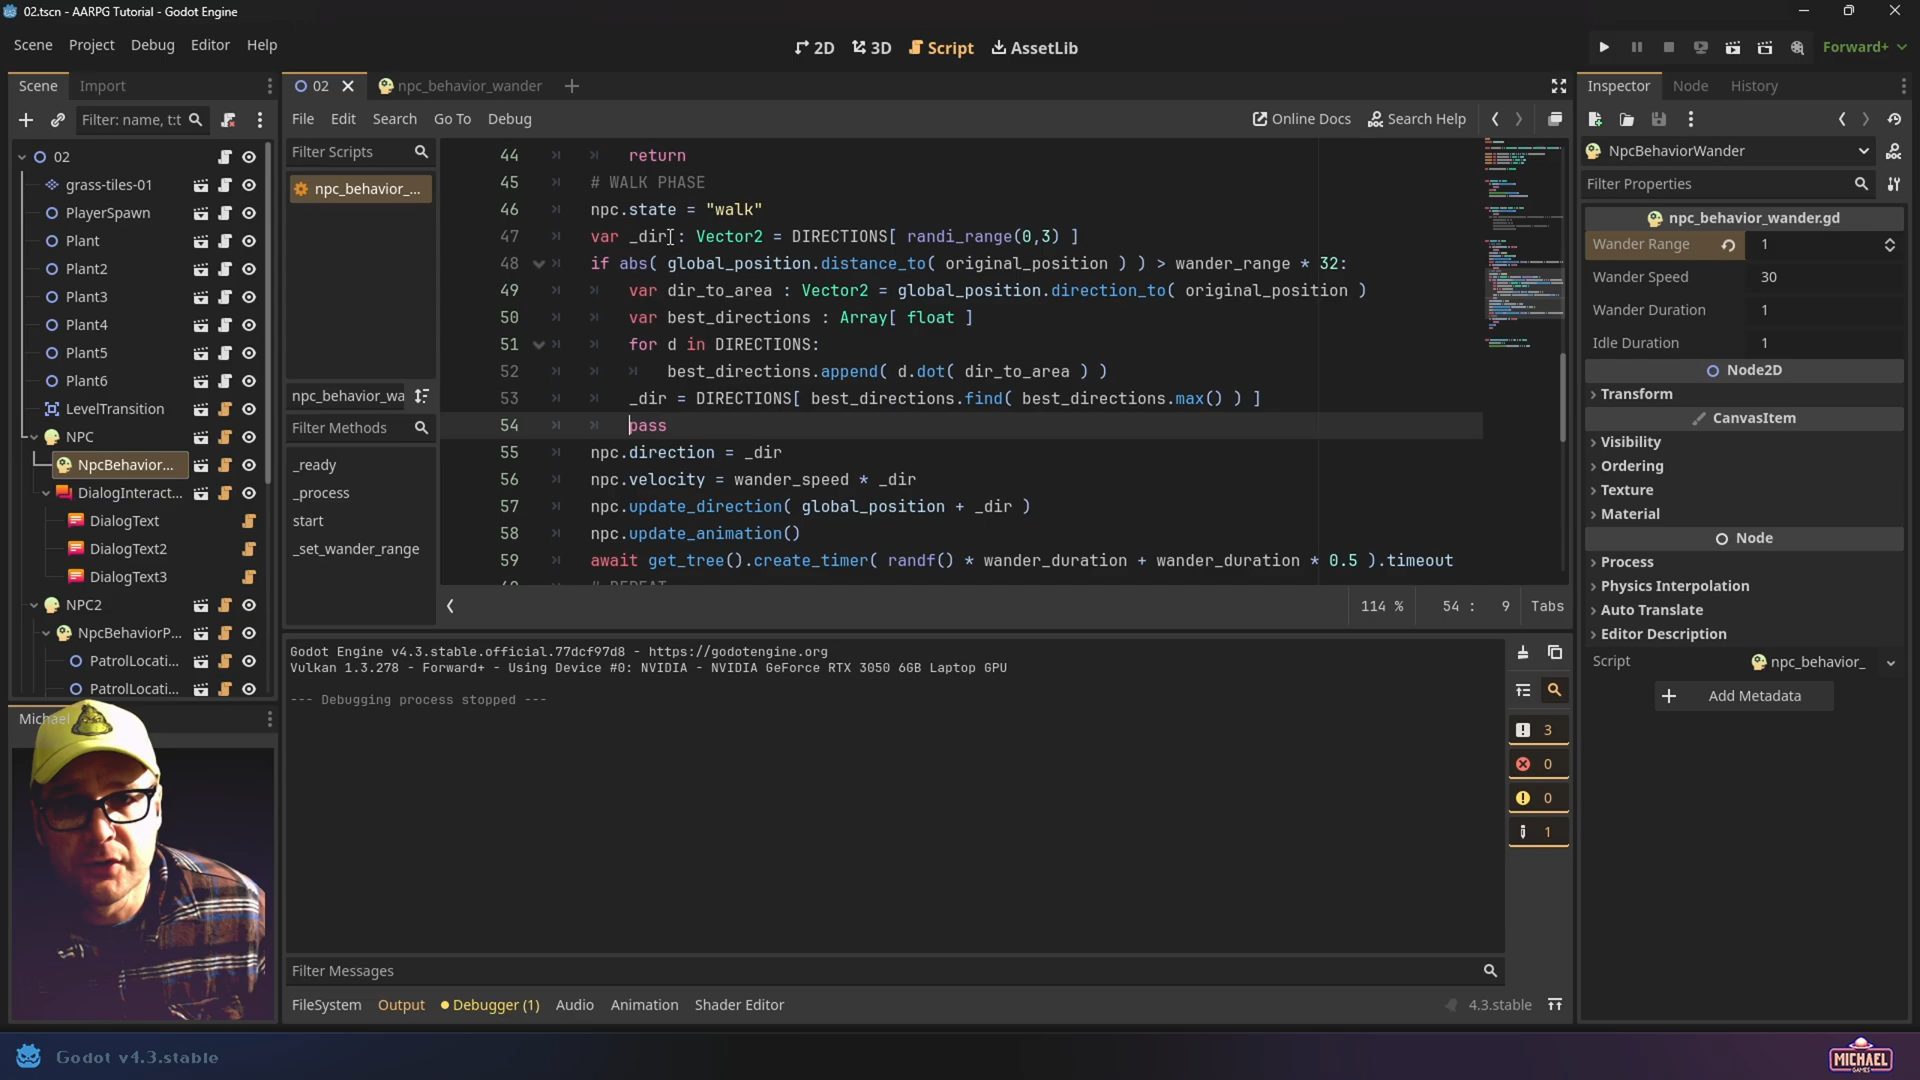 02.tscn - AARPG Tutorial - Godot Engine
Scene Project Debug Editor Help
2D 3D Script AssetLib
Forward+
Scene Import
02 npc_behavior_wander
Inspector Node History
Filter: name, t:t
File Edit Search Go To Debug
Online Docs Search Help
Filter Scripts
npc_behavior_...
npc_behavior_wa
Filter Methods
_ready
_process
start
_set_wander_range
02
grass-tiles-01
PlayerSpawn
Plant
Plant2
Plant3
Plant4
Plant5
Plant6
LevelTransition
NPC
NpcBehavior...
DialogInteract...
DialogText
DialogText2
DialogText3
NPC2
NpcBehaviorP...
PatrolLocati...
PatrolLocati...
44 return
45 # WALK PHASE
46 npc.state = "walk"
47 var _dir : Vector2 = DIRECTIONS[ randi_range(0,3) ]
48 if abs( global_position.distance_to( original_position ) ) > wander_range * 32:
49 var dir_to_area : Vector2 = global_position.direction_to( original_position )
50 var best_directions : Array[ float ]
51 for d in DIRECTIONS:
52 best_directions.append( d.dot( dir_to_area ) )
53 _dir = DIRECTIONS[ best_directions.find( best_directions.max() ) ]
54 pass
55 npc.direction = _dir
56 npc.velocity = wander_speed * _dir
57 npc.update_direction( global_position + _dir )
58 npc.update_animation()
59 await get_tree().create_timer( randf() * wander_duration + wander_duration * 0.5 ).timeout
60 # REPEAT
114 % 54 : 9 Tabs
NpcBehaviorWander
Filter Properties
npc_behavior_wander.gd
Wander Range 1
Wander Speed 30
Wander Duration 1
Idle Duration 1
Node2D
Transform
CanvasItem
Visibility
Ordering
Texture
Material
Node
Process
Physics Interpolation
Auto Translate
Editor Description
Script npc_behavior_
Add Metadata
Godot Engine v4.3.stable.official.77dcf97d8 - https://godotengine.org
Vulkan 1.3.278 - Forward+ - Using Device #0: NVIDIA - NVIDIA GeForce RTX 3050 6GB Laptop GPU
--- Debugging process stopped ---
3
0
0
1
Michael
Filter Messages
FileSystem Output Debugger (1) Audio Animation Shader Editor
4.3.stable
Godot v4.3.stable
MICHAEL
GAMES